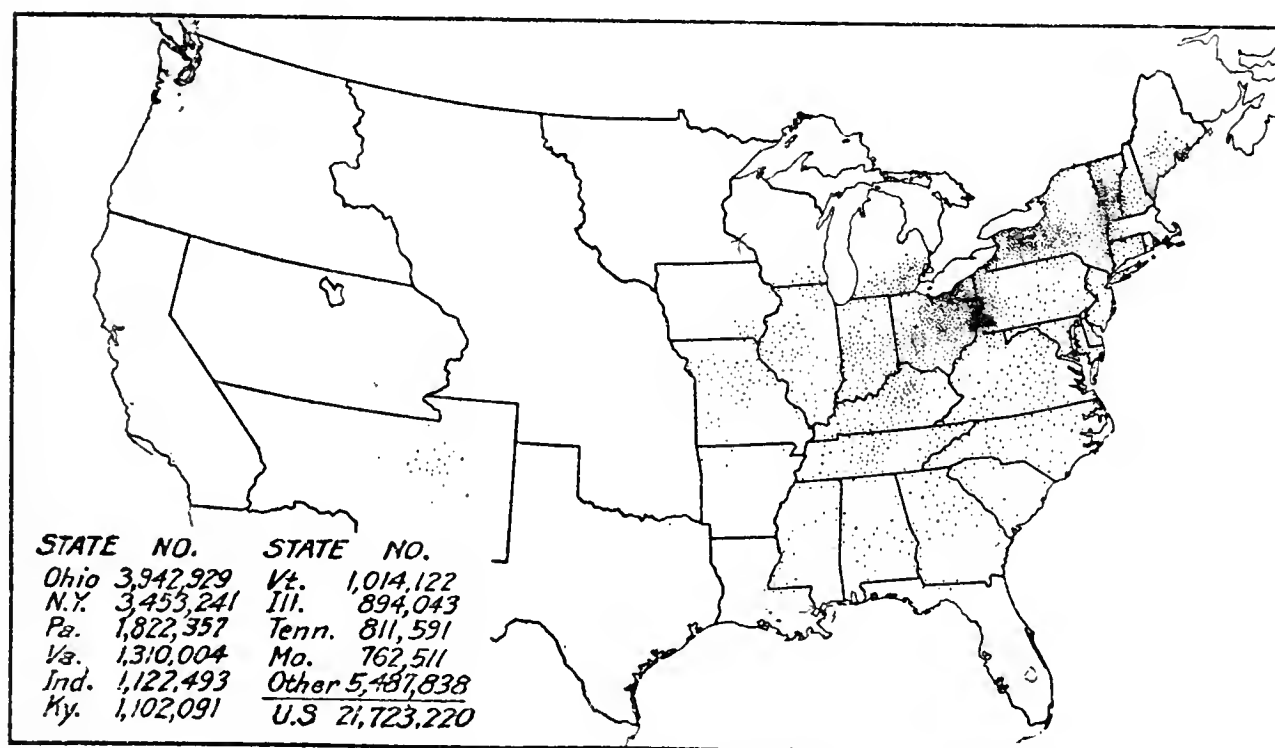 STATE NO. STATE NO.
Ohio 3,942,929 Vt. 1,014,122
N.Y. 3,453,241 Ill. 894,043
Pa. 1,822,357 Tenn. 811,591
Va. 1,310,004 Mo. 762,511
Ind. 1,122,493 Other 5,487,838
Ky. 1,102,091 U.S 21,723,220